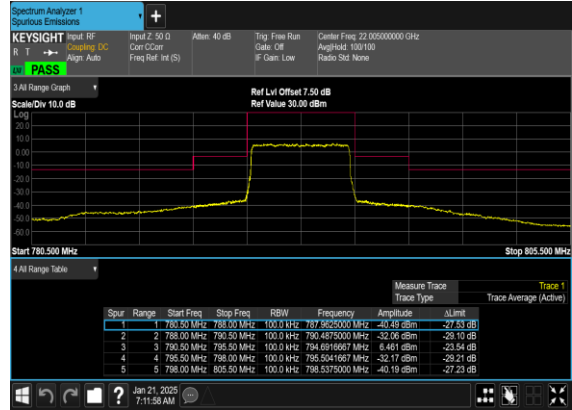 Spectrum Analyzer 1
Spurious Emissions
KEYSIGHT Input: RF Input Z: 50 Ω Atten: 40 dB Trig: Free Run Center Freq: 22.005000000 GHz
R T Coupling: DC Corr CCorr Gate: Off Avg|Hold: 100/100
Align: Auto Freq Ref: Int (S) IF Gain: Low Radio Std: None
PASS
3 All Range Graph
Ref Lvl Offset 7.50 dB
Scale/Div 10.0 dB Ref Value 30.00 dBm
Log
20.0
10.0
0.00
-10.0
-20.0
-30.0
-40.0
-50.0
-60.0
Start 780.500 MHz Stop 805.500 MHz
4 All Range Table
Measure Trace Trace 1
Trace Type Trace Average (Active)
Spur Range Start Freq Stop Freq RBW Frequency Amplitude ΔLimit
1 1 780.50 MHz 788.00 MHz 100.0 kHz 787.9625000 MHz -40.49 dBm -27.53 dB
2 2 788.00 MHz 790.50 MHz 100.0 kHz 790.4875000 MHz -32.06 dBm -29.10 dB
3 3 790.50 MHz 795.50 MHz 100.0 kHz 794.6916667 MHz 6.461 dBm -23.54 dB
4 4 795.50 MHz 798.00 MHz 100.0 kHz 795.5041667 MHz -32.17 dBm -29.21 dB
5 5 798.00 MHz 805.50 MHz 100.0 kHz 798.5375000 MHz -40.19 dBm -27.23 dB
?
Jan 21, 2025
7:11:58 AM